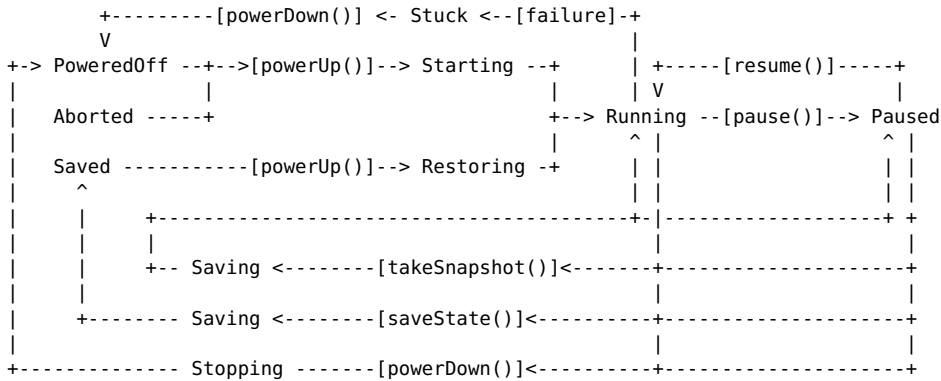 +---------[powerDown()] <- Stuck <--[failure]-+
V                                             |
+-> PoweredOff --+-->[powerUp()]--> Starting --+      | +-----[resume()]-----+
|                |                             |      | V                    |
|   Aborted -----+                             +--> Running --[pause()]--> Paused
|                                              |      ^ |                   ^ |
|   Saved -----------[powerUp()]--> Restoring -+      | |                   | |
|     ^                                               | |                   | |
|     |     +-----------------------------------------+-|-------------------+ +
|     |     |                                           |                     |
|     |     +-- Saving <--------[takeSnapshot()]<-------+---------------------+
|     |                                                 |                     |
|     +-------- Saving <--------[saveState()]<----------+---------------------+
|                                                       |                     |
+-------------- Stopping -------[powerDown()]<----------+---------------------+